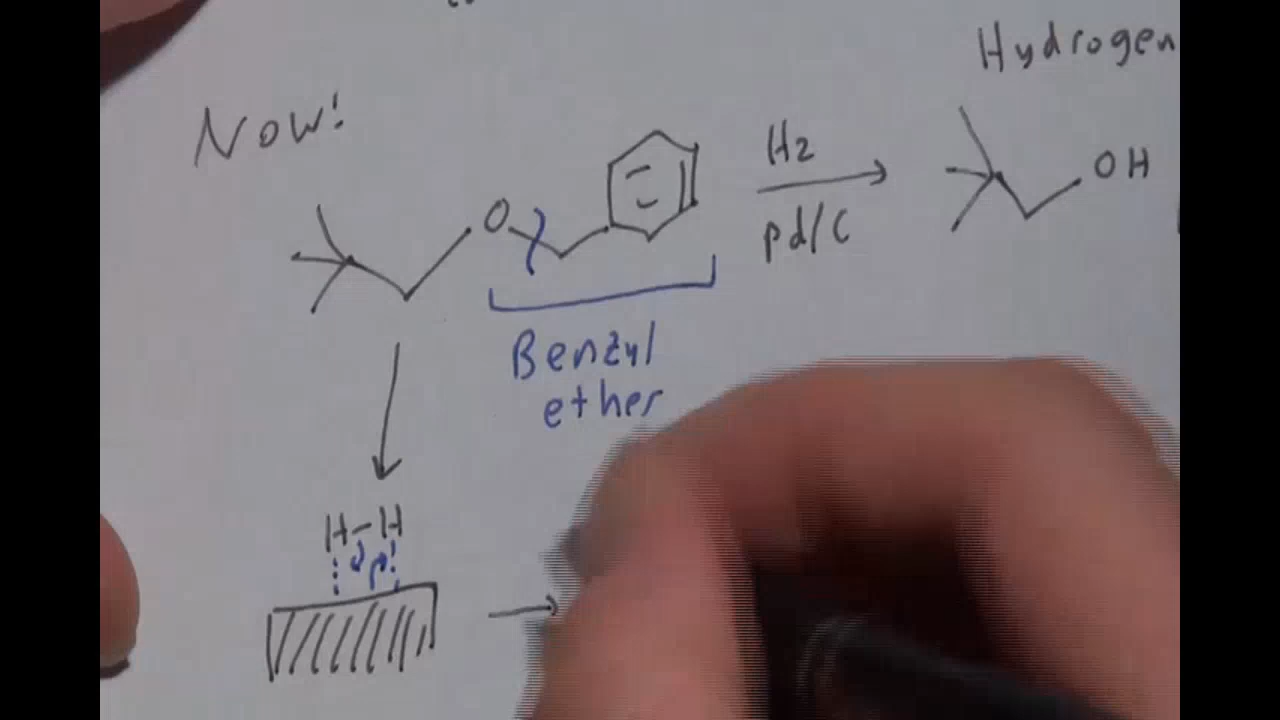 Hydrogen
Now!
O
H2
pd/C
OH
Benzyl
ether
H-H